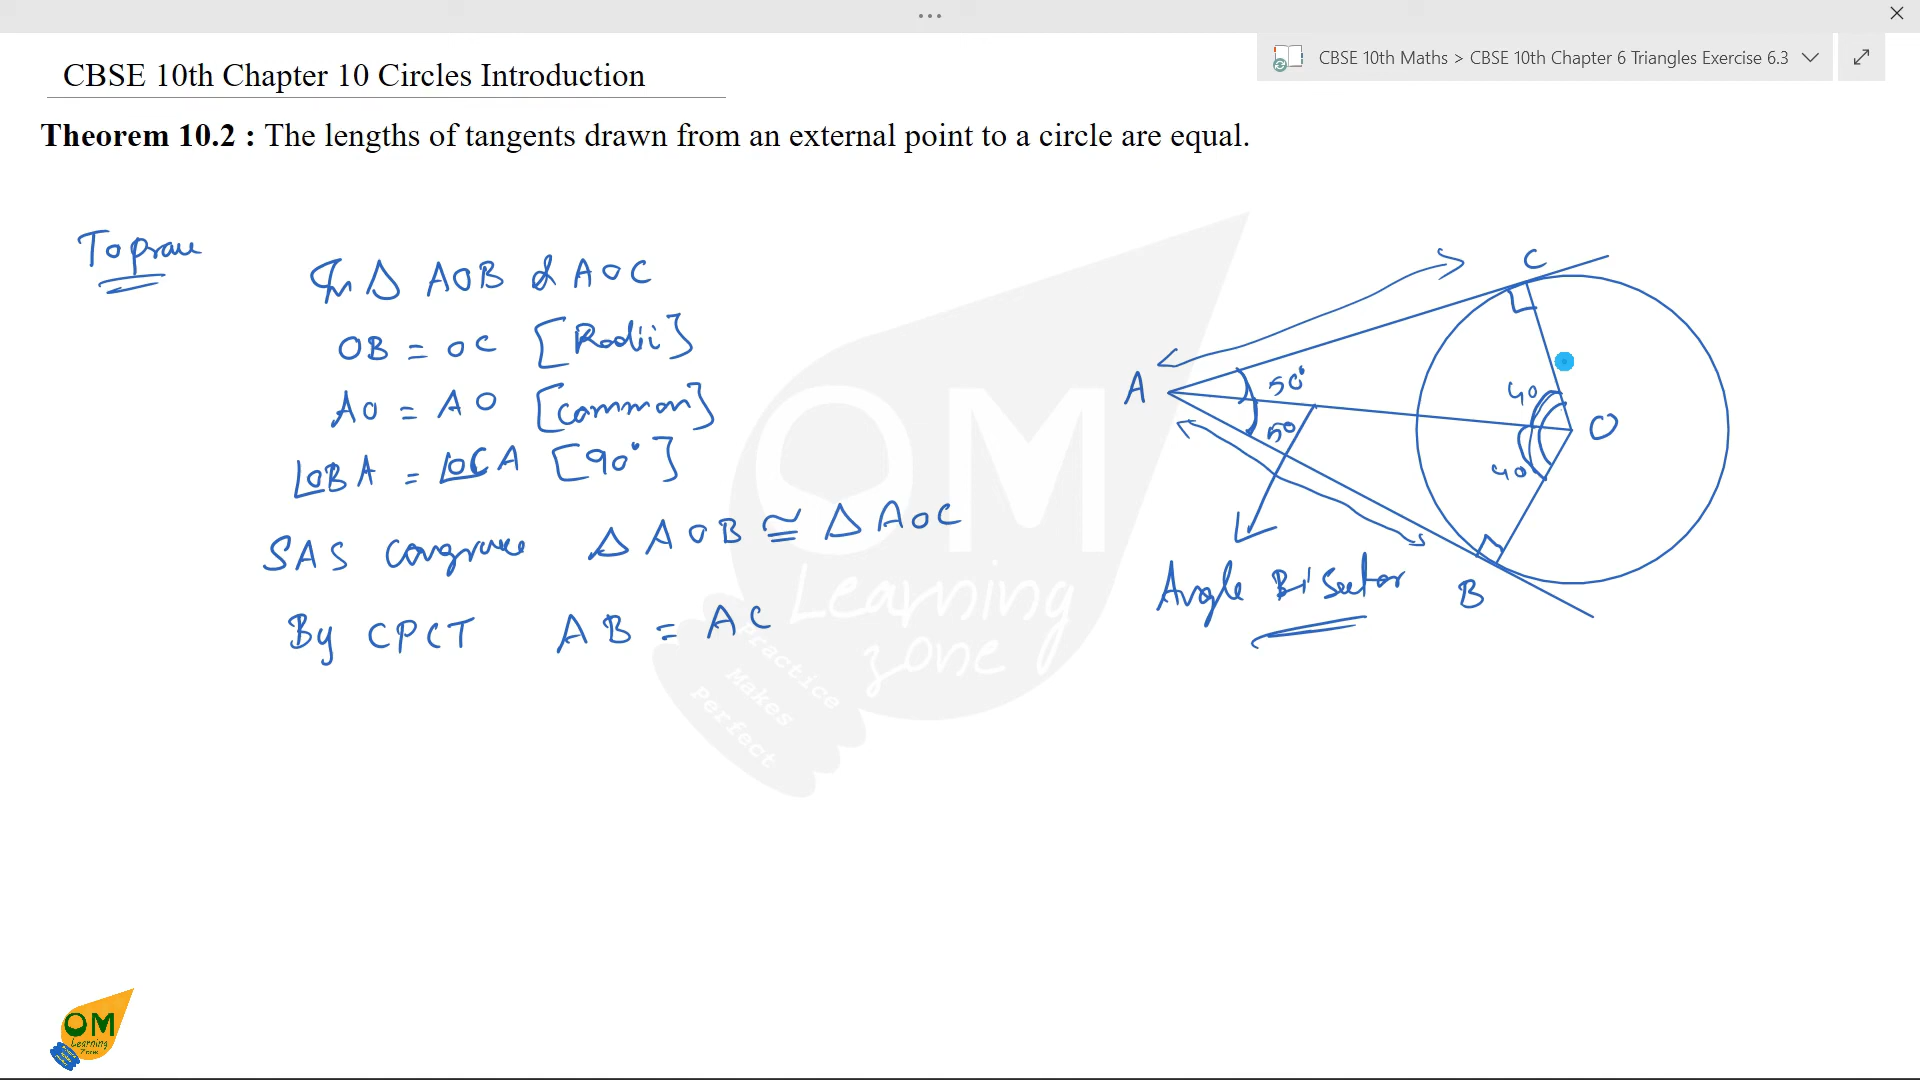 CBSE 10th Maths > CBSE 10th Chapter 6 Triangles Exercise 6.3
CBSE 10th Chapter 10 Circles Introduction
Theorem 10.2 : The lengths of tangents drawn from an external point to a circle are equal.
To prove
In Δ AOB & AOC
OB = OC [Radii]
AO = AO [common]
∠OBA = ∠OCA [90°]
SAS congruence Δ AOB ≅ Δ AOC
By CPCT AB = AC
C
A
50°
50
40
40
O
B
Angle Bisector
OM
Learning
zone
Practice
Makes
Perfect
OM
Learning
Zone